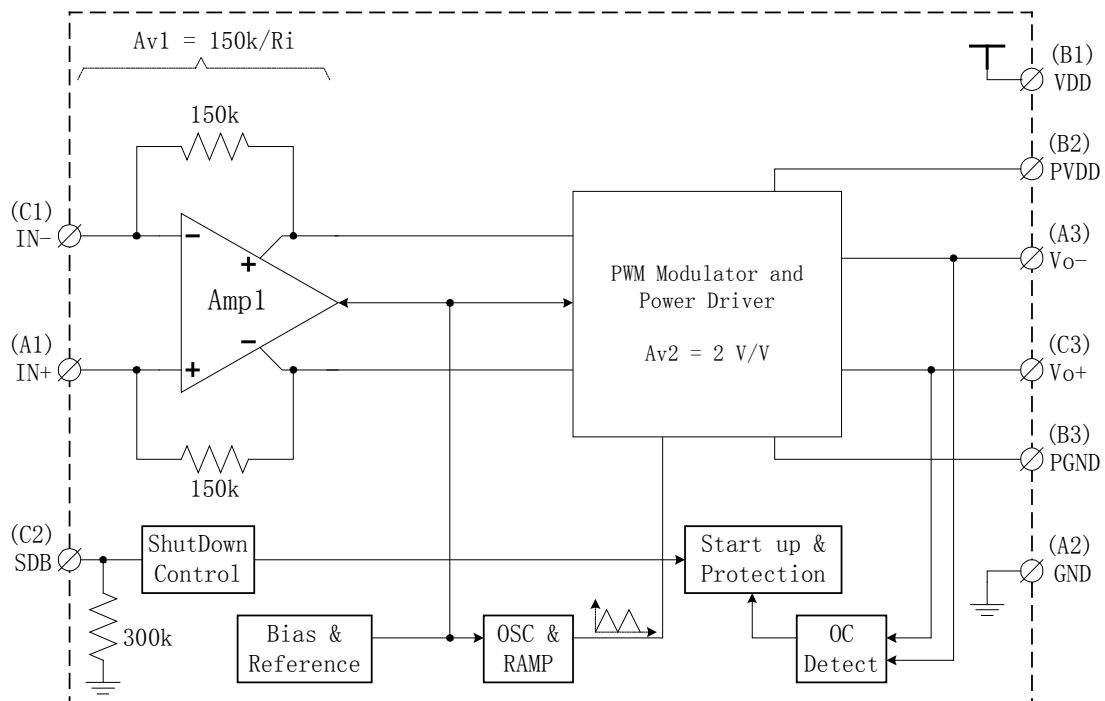 Av1 = 150k/Ri
(B1)
VDD
150k
(B2)
PVDD
(C1)
IN-
−
+
Amp1
−
+
PWM Modulator and
Power Driver
Av2 = 2 V/V
(A3)
Vo-
(A1)
IN+
(C3)
Vo+
150k
(B3)
PGND
(C2)
SDB
ShutDown
Control
Start up &
Protection
(A2)
GND
300k
Bias &
Reference
OSC &
RAMP
OC
Detect